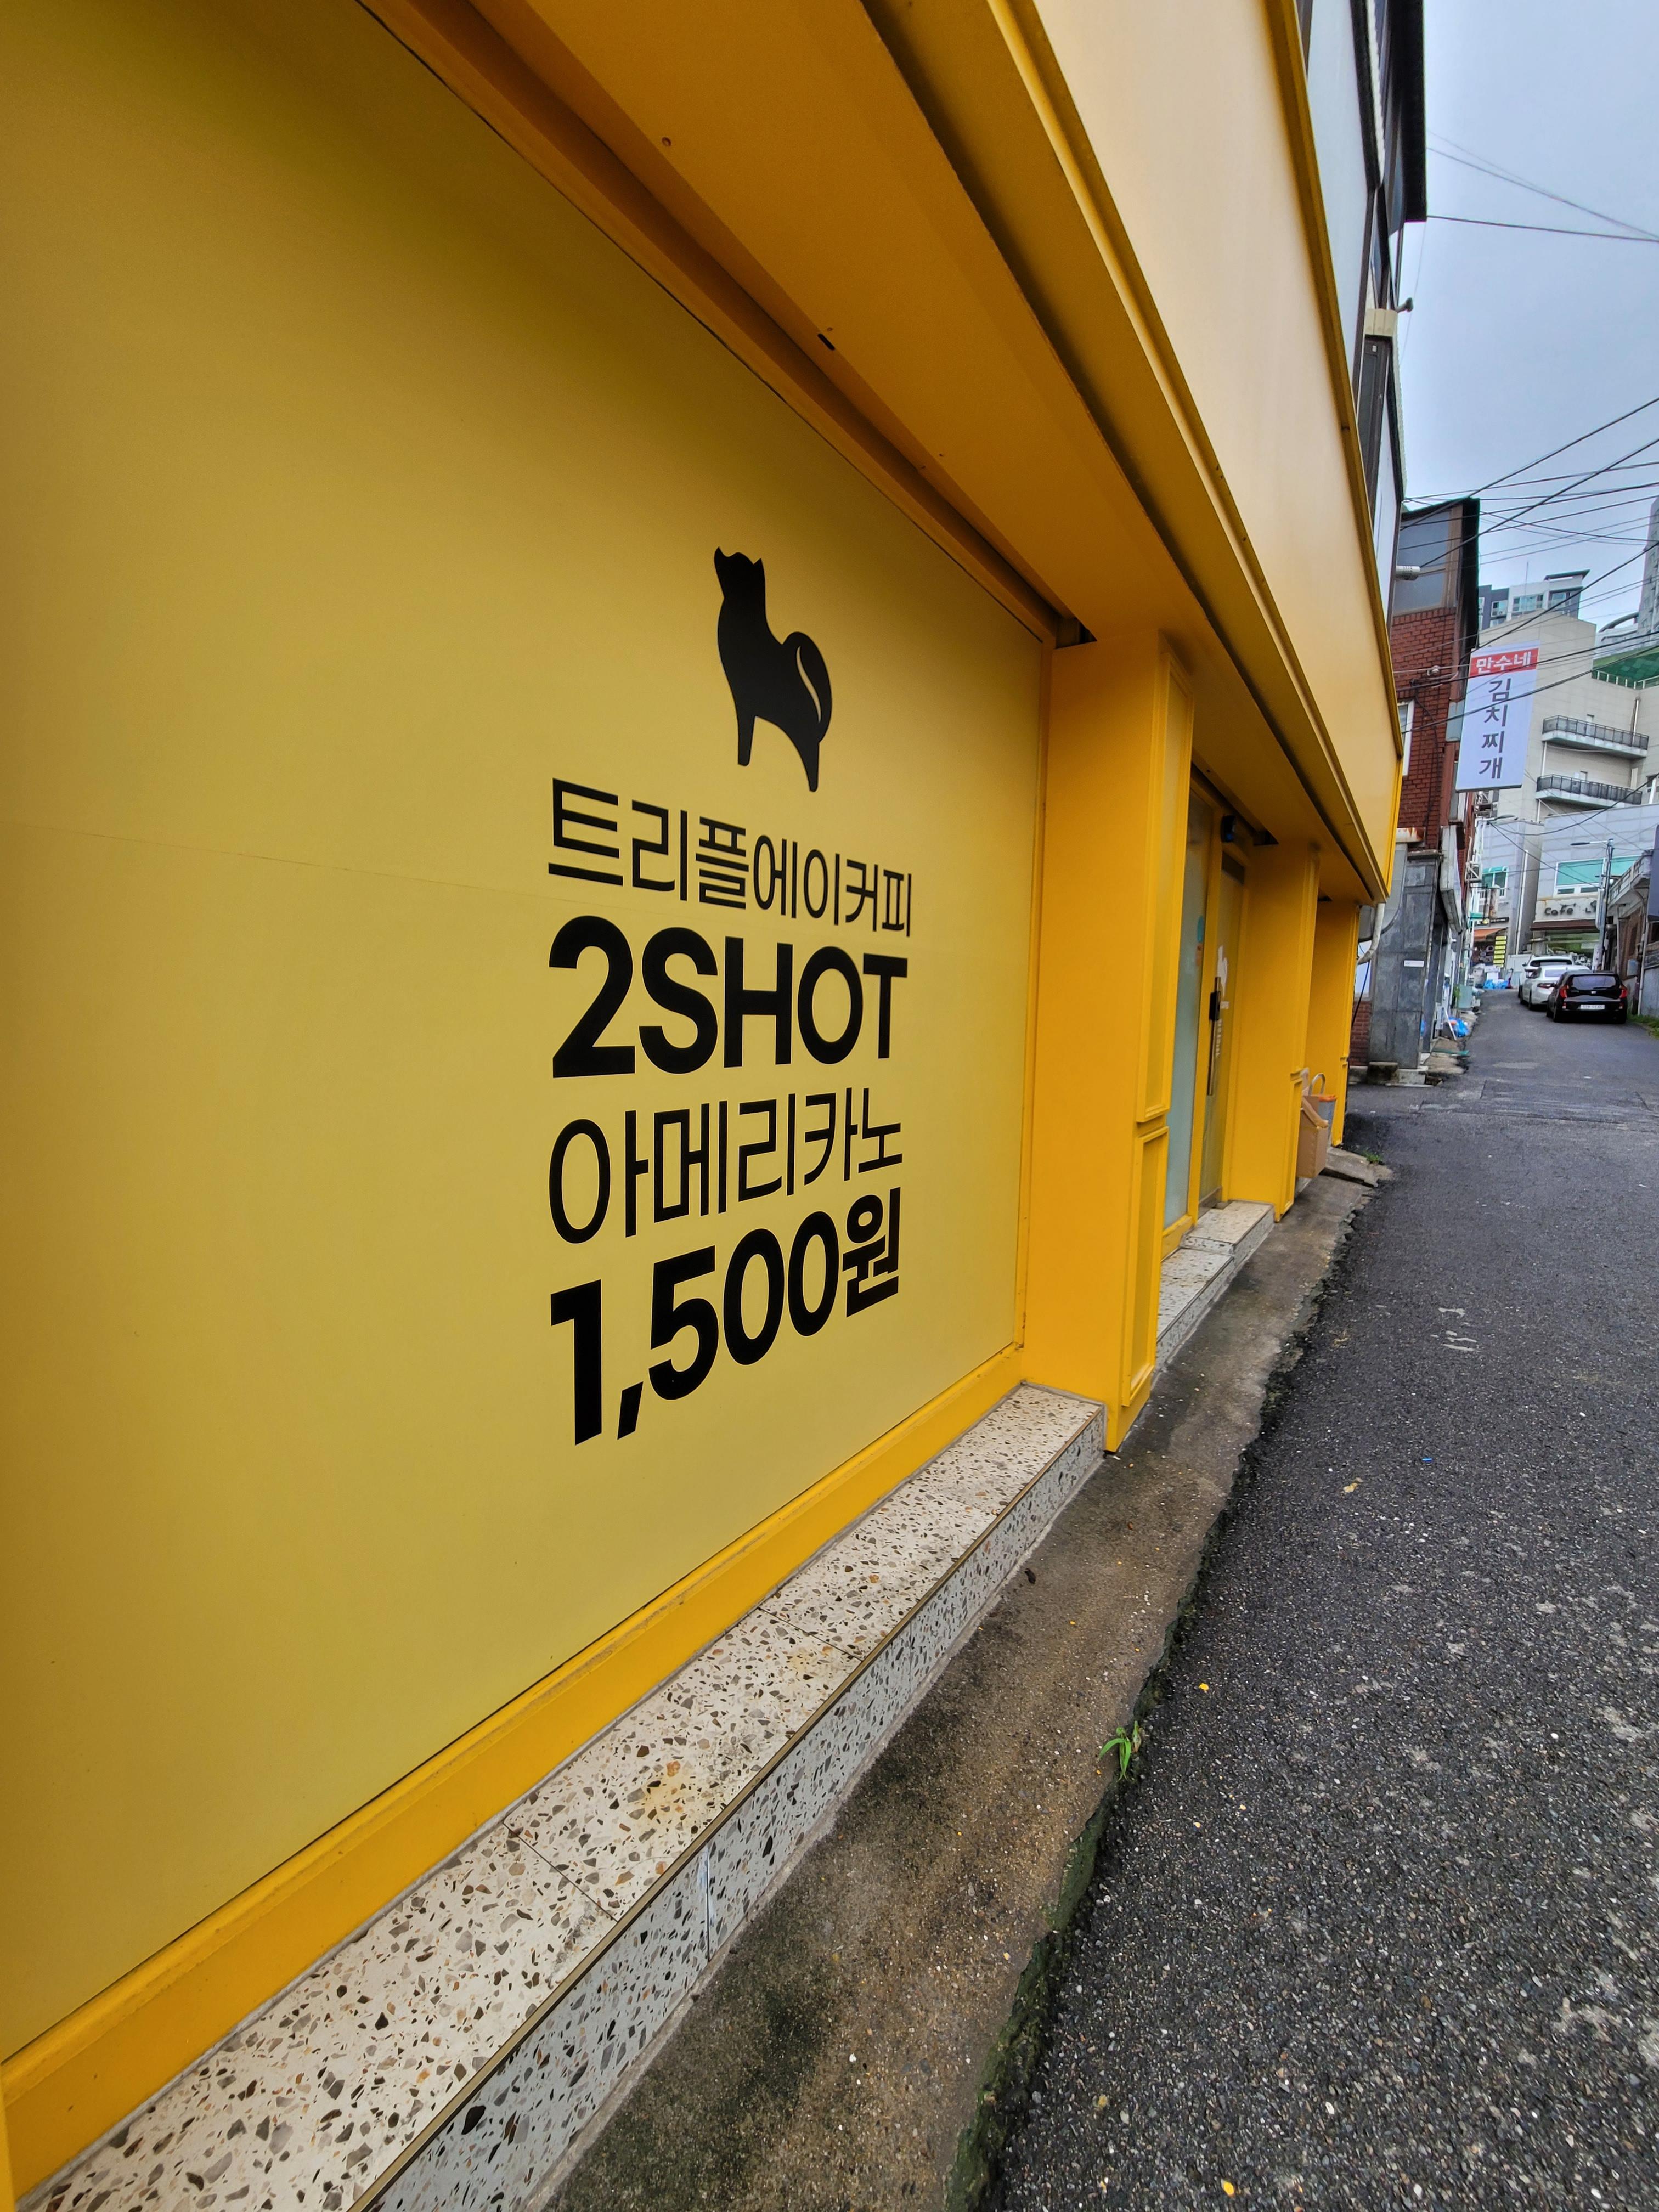 트리플에이커피
2SHOT
아메리카노
1,500원
만수네
김치찌개
Cafe